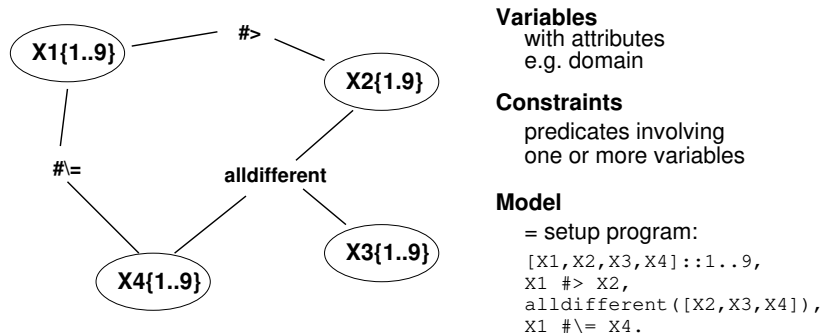 X1{1..9}
#>
X2{1.9}
#\=
alldifferent
X3{1..9}
X4{1..9}
Variables
with attributes
e.g. domain
Constraints
predicates involving
one or more variables
Model
= setup program:
[X1,X2,X3,X4]::1..9,
X1 #> X2,
alldifferent([X2,X3,X4]),
X1 #\= X4.